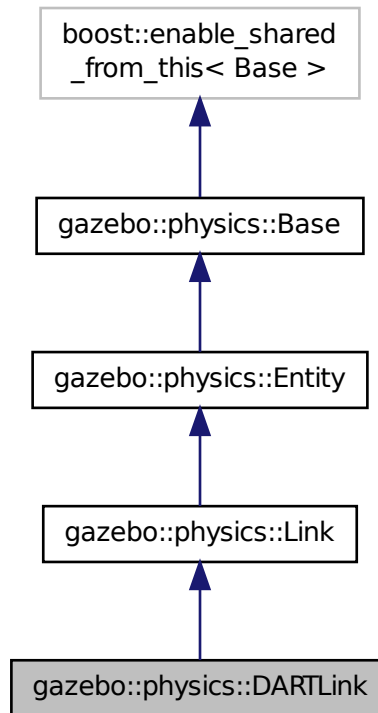 boost::enable_shared
_from_this< Base >
gazebo::physics::Base
gazebo::physics::Entity
gazebo::physics::Link
gazebo::physics::DARTLink